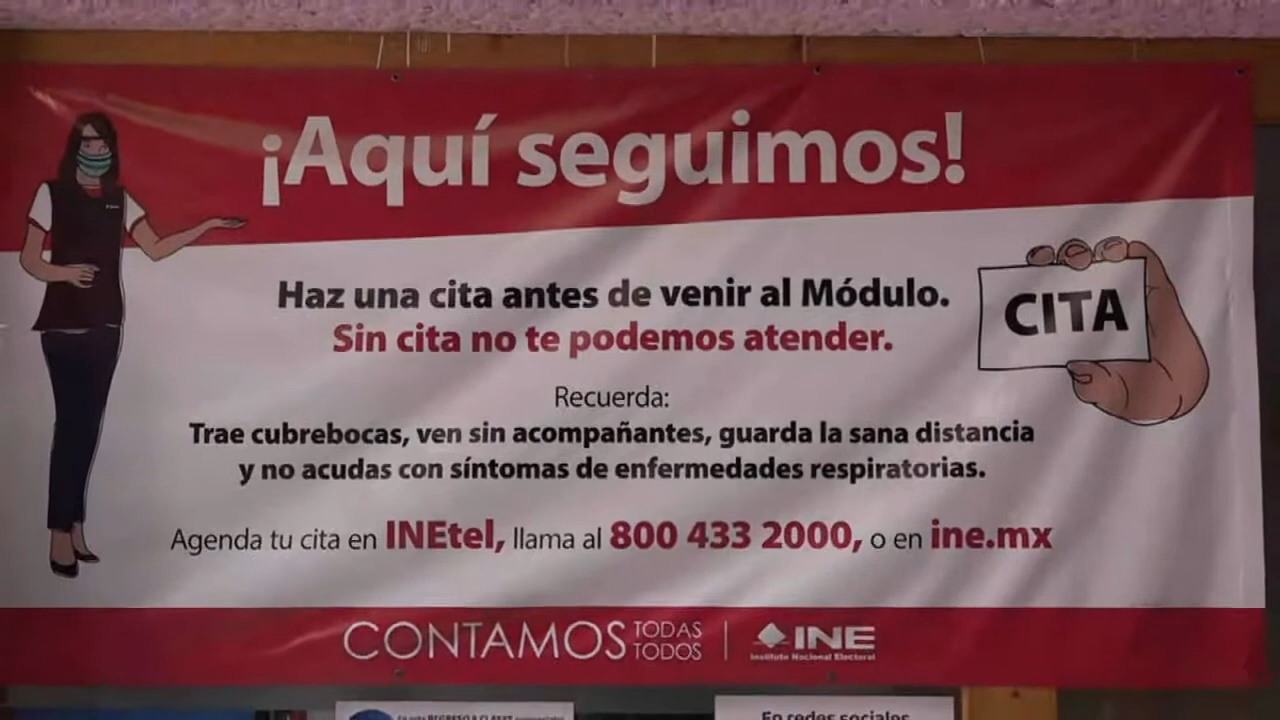 ¡Aquí seguimos!
Haz una cita antes de venir al Módulo.
Sin cita no te podemos atender.
CITA
Recuerda:
Trae cubrebocas, ven sin acompañantes, guarda la sana distancia
y no acudas con síntomas de enfermedades respiratorias.
Agenda tu cita en INEtel, llama al 800 433 2000, o en ine.mx
CONTAMOS TODAS TODOS | INE
Instituto Nacional Electoral
En redes sociales